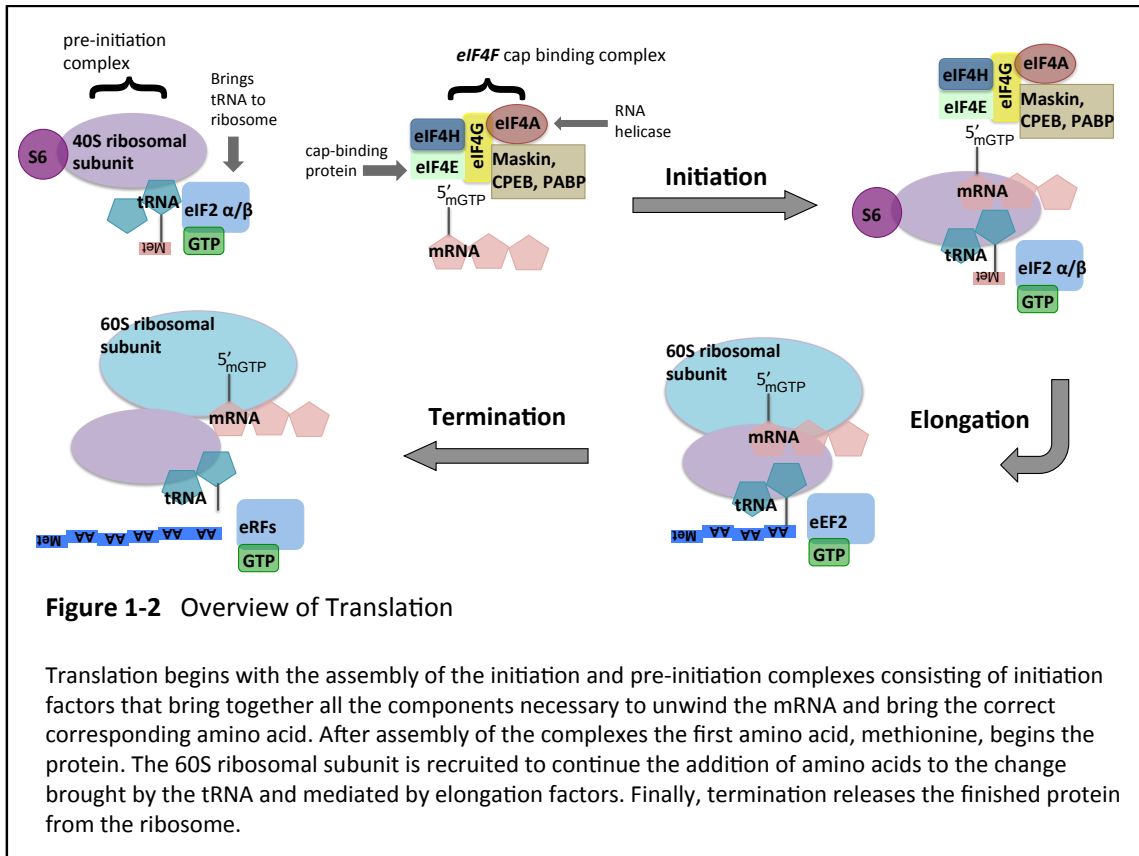 pre-initiation
complex
Brings
tRNA to
ribosome
S6
40S ribosomal
subunit
tRNA
eIF2 α/β
GTP
Met
eIF4F cap binding complex
eIF4H
eIF4G
eIF4A
RNA
helicase
cap-binding
protein
eIF4E
Maskin,
CPEB, PABP
5’
mGTP
mRNA
Initiation
eIF4H
eIF4G
eIF4A
eIF4E
Maskin,
CPEB, PABP
5’
mGTP
mRNA
S6
tRNA
Met
eIF2 α/β
GTP
Elongation
60S ribosomal
subunit
5’
mGTP
mRNA
tRNA
Met AA AA AA
eEF2
GTP
Termination
60S ribosomal
subunit
5’
mGTP
mRNA
tRNA
Met AA AA AA AA AA
eRFs
GTP
Figure 1-2 Overview of Translation
Translation begins with the assembly of the initiation and pre-initiation complexes consisting of initiation
factors that bring together all the components necessary to unwind the mRNA and bring the correct
corresponding amino acid. After assembly of the complexes the first amino acid, methionine, begins the
protein. The 60S ribosomal subunit is recruited to continue the addition of amino acids to the change
brought by the tRNA and mediated by elongation factors. Finally, termination releases the finished protein
from the ribosome.